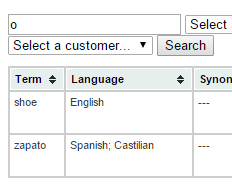 o Select
Select a customer... Search
Term Language Synon
shoe English ---
zapato Spanish; Castilian ---